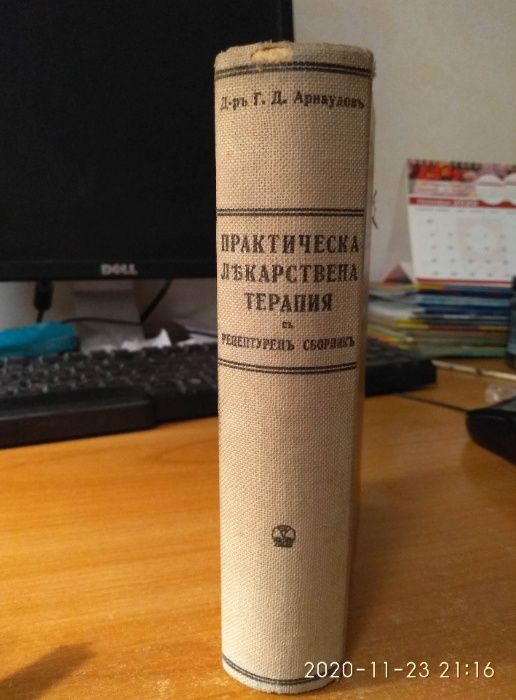 Д-ръ Г. Д. Арнаудовъ
ПРАКТИЧЕСКА
ЛѢКАРСТВЕНА
ТЕРАПИЯ
съ
РЕЦЕПТУРЕНЪ СБОРНИКЪ
DELL
2020-11-23 21:16